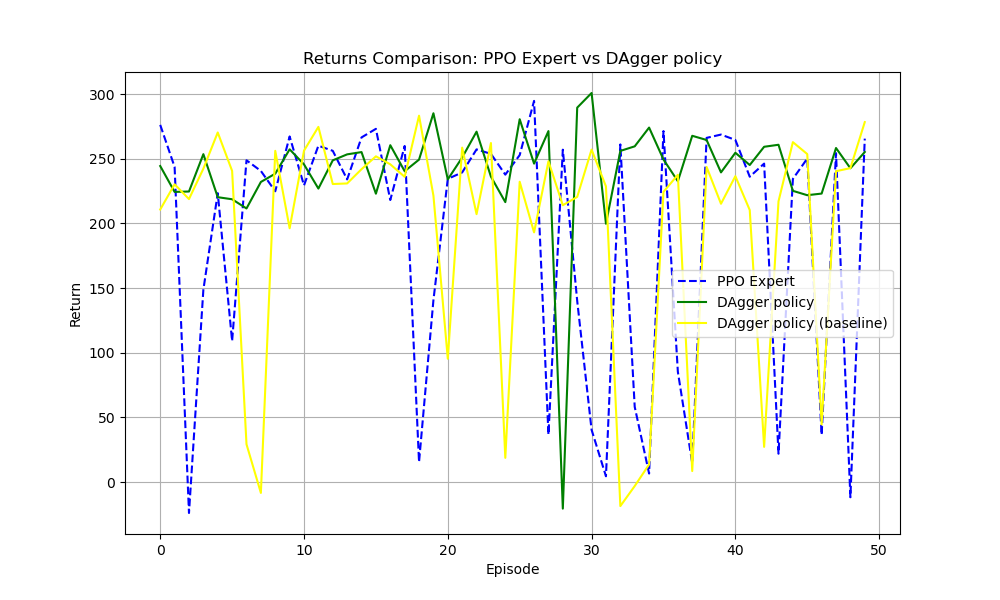 Returns Comparison: PPO Expert vs DAgger policy
300
250
200
150
100
50
0
Return
PPO Expert
DAgger policy
DAgger policy (baseline)
0 10 20 30 40 50
Episode